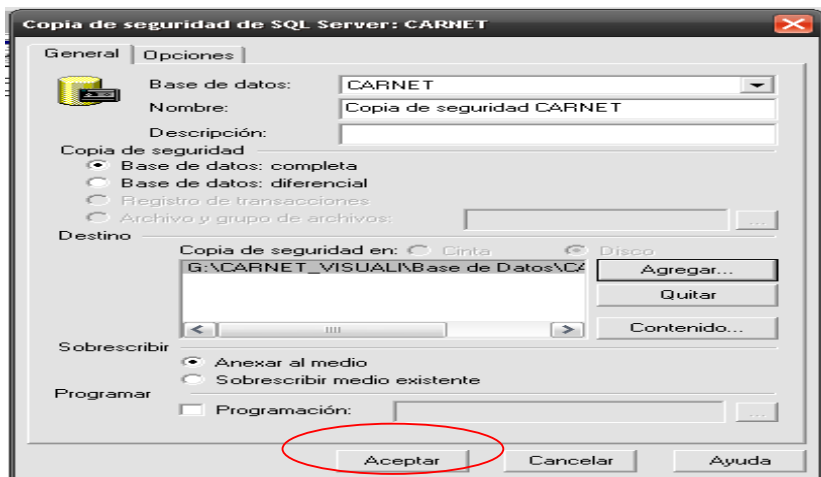 Copia de seguridad de SQL Server: CARNET
General Opciones
Base de datos: CARNET
Nombre: Copia de seguridad CARNET
Descripción:
Copia de seguridad
Base de datos: completa
Base de datos: diferencial
Registro de transacciones
Archivo y grupo de archivos: ...
Destino
Copia de seguridad en: Cinta Disco
G:\CARNET_VISUALI\Base de Datos\CA Agregar...
Quitar
Contenido...
Sobrescribir
Anexar al medio
Sobrescribir medio existente
Programar
Programación: ...
Aceptar Cancelar Ayuda